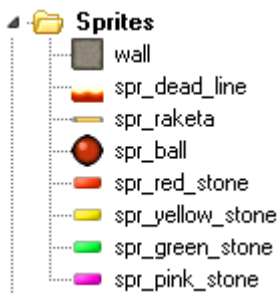 Sprites
wall
spr_dead_line
spr_raketa
spr_ball
spr_red_stone
spr_yellow_stone
spr_green_stone
spr_pink_stone